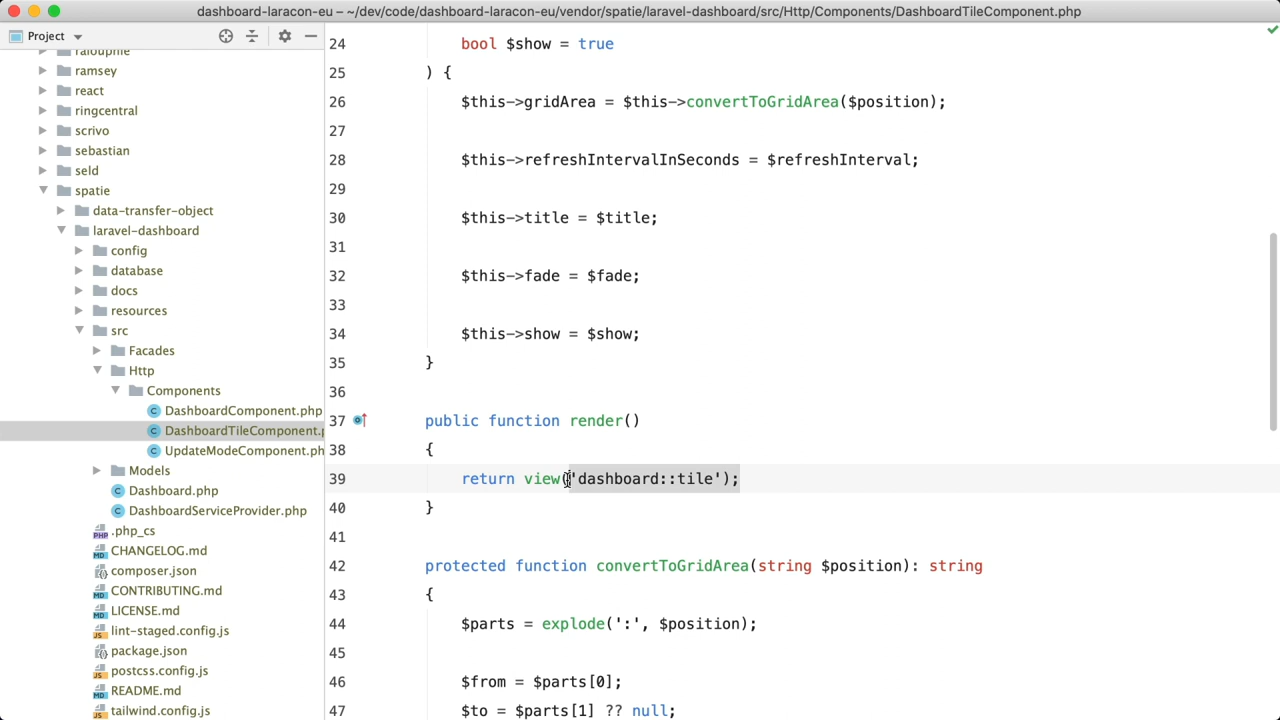 dashboard-laracon-eu – ~/dev/code/dashboard-laracon-eu/vendor/spatie/laravel-dashboard/src/Http/Components/DashboardTileComponent.php
Project
ralouphie
ramsey
react
ringcentral
scrivo
sebastian
seld
spatie
data-transfer-object
laravel-dashboard
config
database
docs
resources
src
Facades
Http
Components
DashboardComponent.php
DashboardTileComponent.p
UpdateModeComponent.ph
Models
Dashboard.php
DashboardServiceProvider.php
.php_cs
CHANGELOG.md
composer.json
CONTRIBUTING.md
LICENSE.md
lint-staged.config.js
package.json
postcss.config.js
README.md
tailwind.config.js
24 bool $show = true
25 ) {
26 $this->gridArea = $this->convertToGridArea($position);
27
28 $this->refreshIntervalInSeconds = $refreshInterval;
29
30 $this->title = $title;
31
32 $this->fade = $fade;
33
34 $this->show = $show;
35 }
36
37 public function render()
38 {
39 return view('dashboard::tile');
40 }
41
42 protected function convertToGridArea(string $position): string
43 {
44 $parts = explode(':', $position);
45
46 $from = $parts[0];
47 $to = $parts[1] ?? null;